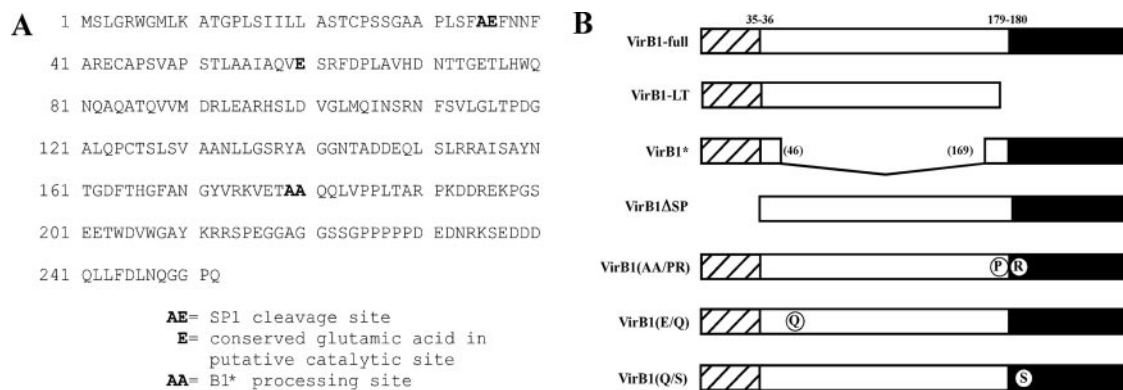 A
1 MSLGRWGMLK ATGPLSIILL ASTCPSSGAA PLSFAEFNNF
41 ARECAPSVAP STLAAIAQVE SRFDPLAVHD NTTGETLHWQ
81 NQAQATQVVM DRLEARHSLD VGLMQINSRN FSVLGLTPDG
121 ALQPCTSLSV AANLLGSRYA GGNTADDEQL SLRRAISAYN
161 TGDFTHGFAN GYVRKVETAA QQLVPPLTAR PKDDREKPGS
201 EETWDVWGAY KRRSPEGGAG GSSGPPPPPD EDNRKSEDDD
241 QLLFDLNQGG PQ
AE= SP1 cleavage site
E= conserved glutamic acid in
putative catalytic site
AA= B1* processing site
B
35-36 179-180
VirB1-full
VirB1-LT
VirB1* (46) (169)
VirB1ΔSP
VirB1(AA/PR) P R
VirB1(E/Q) Q
VirB1(Q/S) S